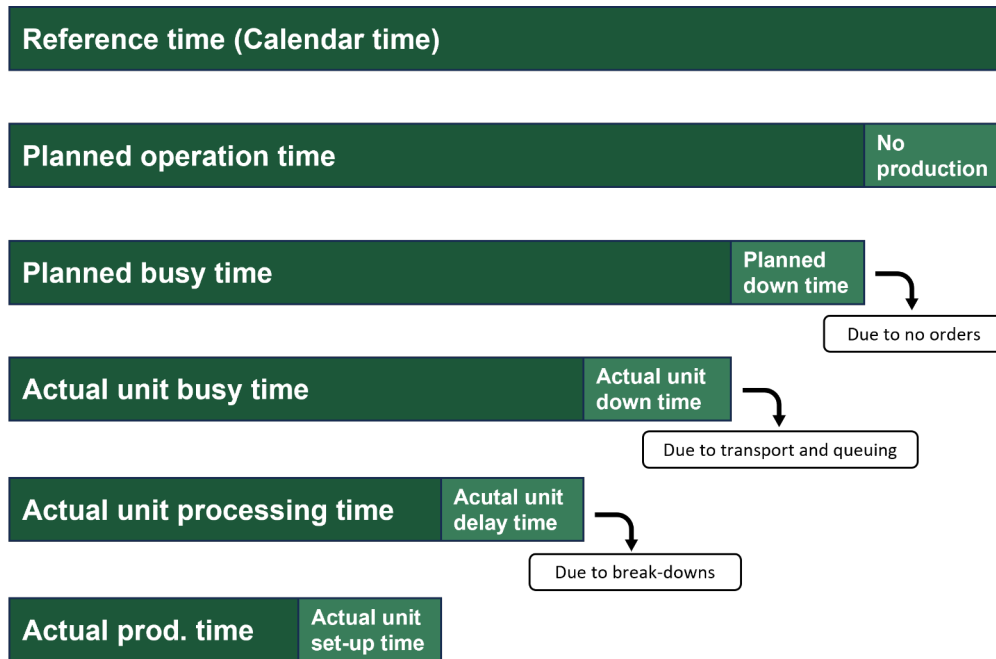 Reference time (Calendar time)
Planned operation time
No
production
Planned busy time
Planned
down time
Due to no orders
Actual unit busy time
Actual unit
down time
Due to transport and queuing
Actual unit processing time
Acutal unit
delay time
Due to break-downs
Actual prod. time
Actual unit
set-up time